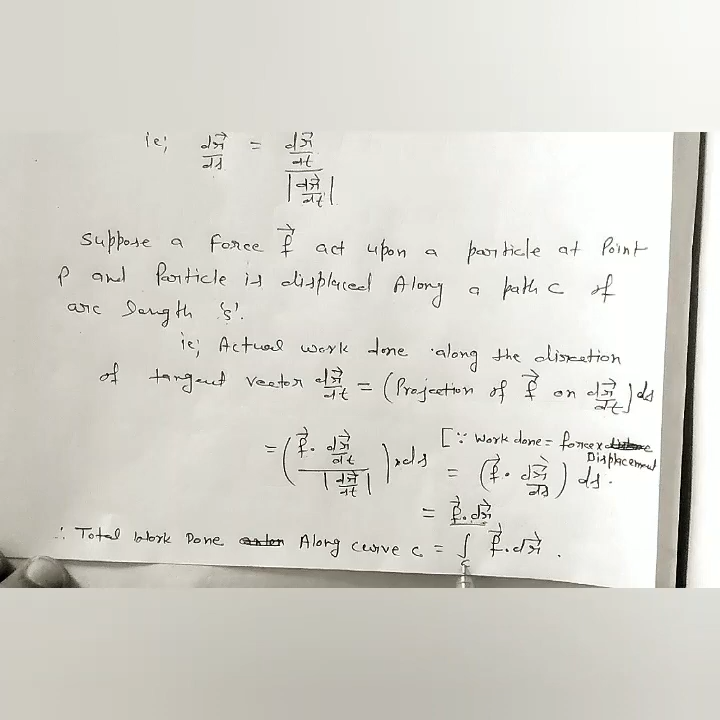 ie; dr⃗/ds = (dr⃗/dt) / |dr⃗/dt|
Suppose a force f⃗ act upon a particle at Point
P and Particle is displaced Along a path c of
arc length 's'.
ie; Actual work done along the direction
of tangent vector dr⃗/dt = (Projection of f⃗ on dr⃗/dt) ds
= (f⃗ · (dr⃗/dt) / |dr⃗/dt|) × ds [∵ Work done = force × Displacement
= (f⃗ · dr⃗/ds) ds.
= f⃗ · dr⃗
∴ Total Work Done Along curve c = ∫c f⃗ · dr⃗.